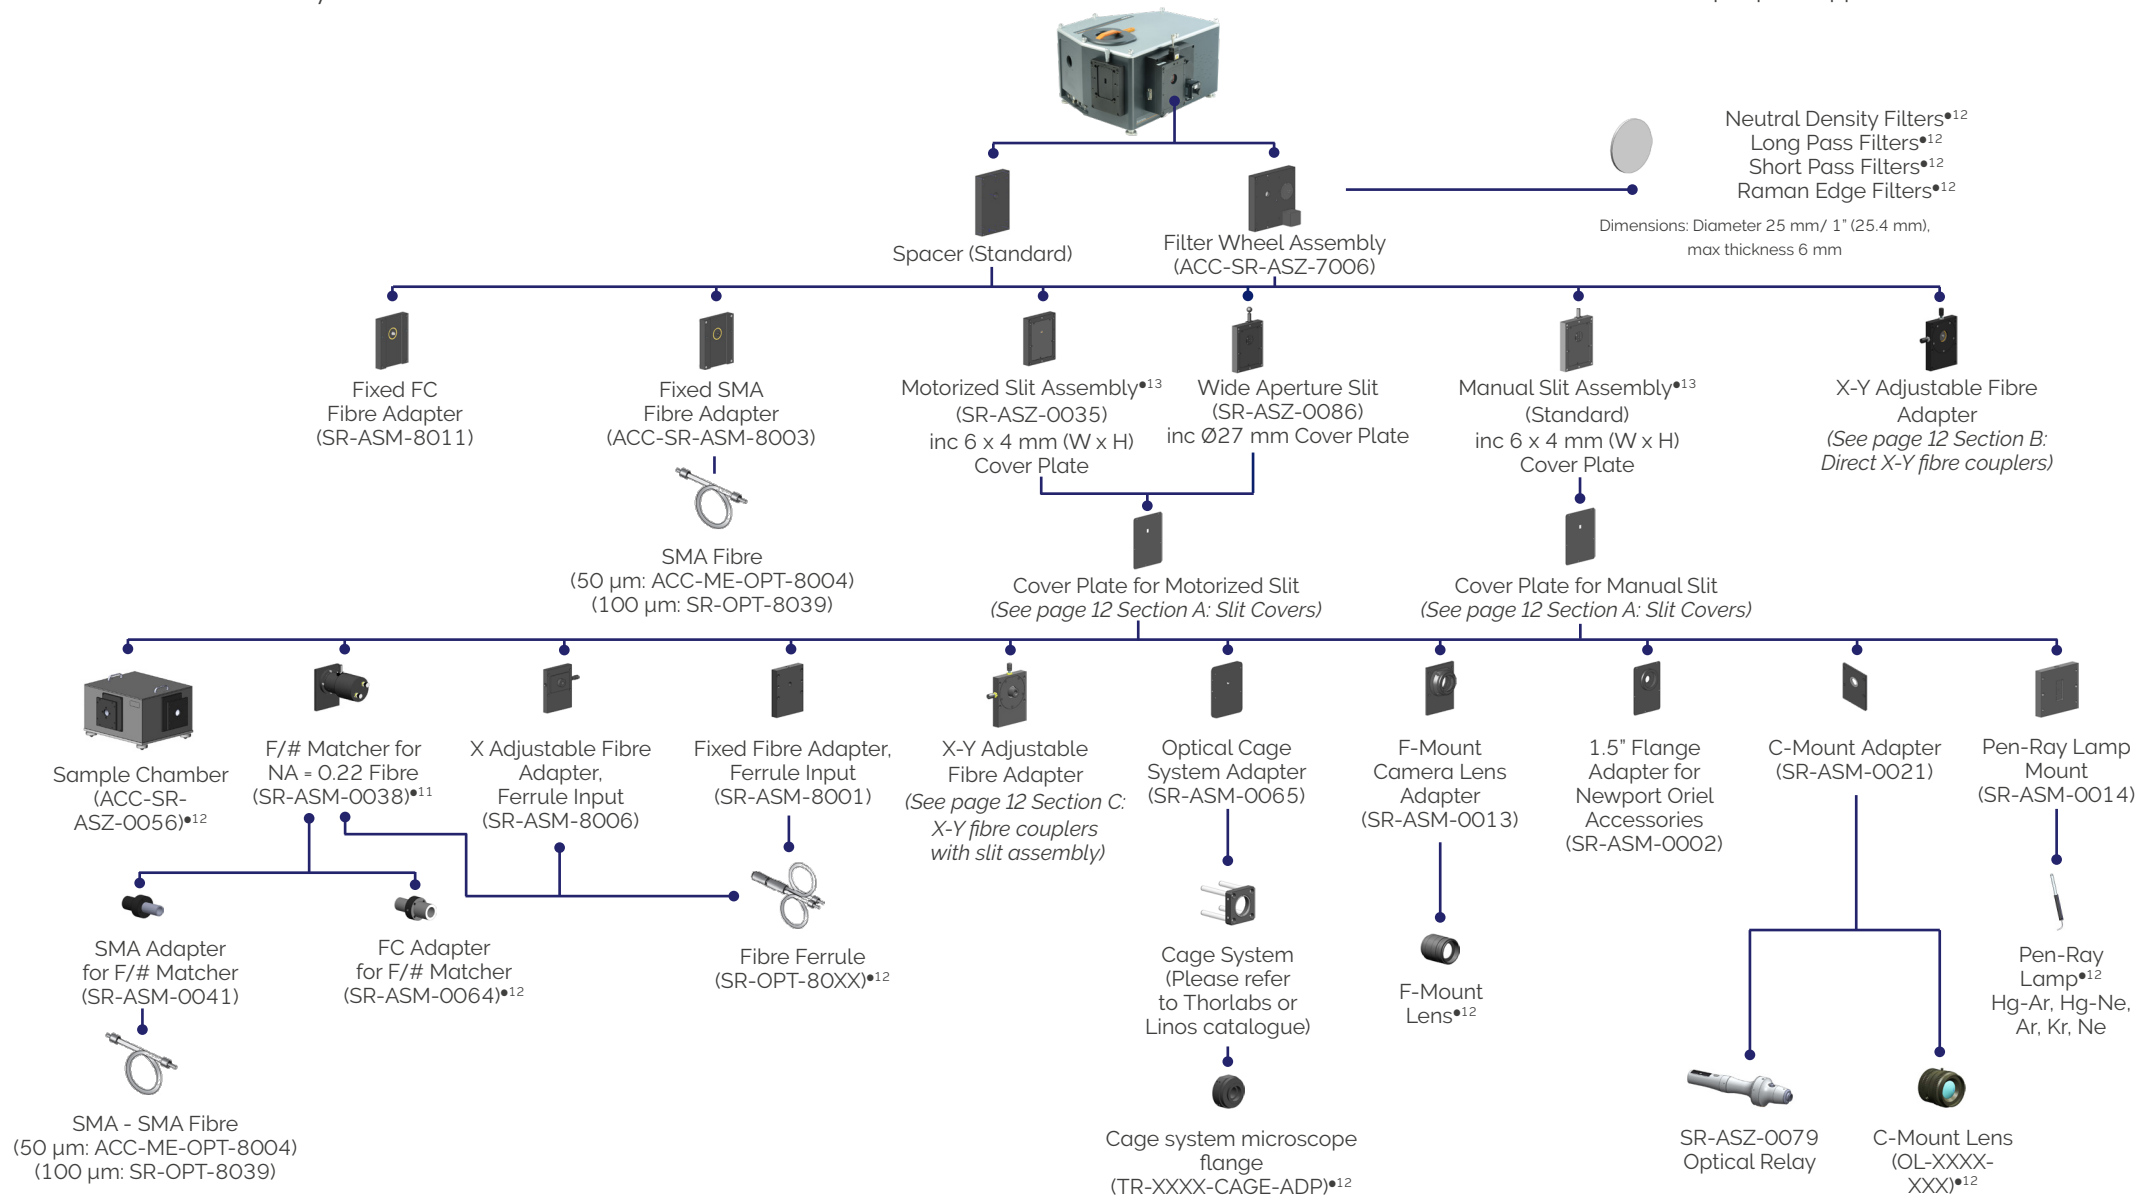 Neutral Density Filters●12
Long Pass Filters●12
Short Pass Filters●12
Raman Edge Filters●12
Dimensions: Diameter 25 mm/ 1" (25.4 mm),
max thickness 6 mm
Spacer (Standard)
Filter Wheel Assembly
(ACC-SR-ASZ-7006)
Fixed FC
Fibre Adapter
(SR-ASM-8011)
Fixed SMA
Fibre Adapter
(ACC-SR-ASM-8003)
Motorized Slit Assembly●13
(SR-ASZ-0035)
inc 6 x 4 mm (W x H)
Cover Plate
Wide Aperture Slit
(SR-ASZ-0086)
inc Ø27 mm Cover Plate
Manual Slit Assembly●13
(Standard)
inc 6 x 4 mm (W x H)
Cover Plate
X-Y Adjustable Fibre
Adapter
(See page 12 Section B:
Direct X-Y fibre couplers)
SMA Fibre
(50 µm: ACC-ME-OPT-8004)
(100 µm: SR-OPT-8039)
Cover Plate for Motorized Slit
(See page 12 Section A: Slit Covers)
Cover Plate for Manual Slit
(See page 12 Section A: Slit Covers)
Sample Chamber
(ACC-SR-
ASZ-0056)●12
F/# Matcher for
NA = 0.22 Fibre
(SR-ASM-0038)●11
X Adjustable Fibre
Adapter,
Ferrule Input
(SR-ASM-8006)
Fixed Fibre Adapter,
Ferrule Input
(SR-ASM-8001)
X-Y Adjustable
Fibre Adapter
(See page 12 Section C:
X-Y fibre couplers
with slit assembly)
Optical Cage
System Adapter
(SR-ASM-0065)
F-Mount
Camera Lens
Adapter
(SR-ASM-0013)
1.5" Flange
Adapter for
Newport Oriel
Accessories
(SR-ASM-0002)
C-Mount Adapter
(SR-ASM-0021)
Pen-Ray Lamp
Mount
(SR-ASM-0014)
SMA Adapter
for F/# Matcher
(SR-ASM-0041)
FC Adapter
for F/# Matcher
(SR-ASM-0064)●12
Fibre Ferrule
(SR-OPT-80XX)●12
Cage System
(Please refer
to Thorlabs or
Linos catalogue)
F-Mount
Lens●12
Pen-Ray
Lamp●12
Hg-Ar, Hg-Ne,
Ar, Kr, Ne
SMA - SMA Fibre
(50 µm: ACC-ME-OPT-8004)
(100 µm: SR-OPT-8039)
Cage system microscope
flange
(TR-XXXX-CAGE-ADP)●12
SR-ASZ-0079
Optical Relay
C-Mount Lens
(OL-XXXX-
XXX)●12